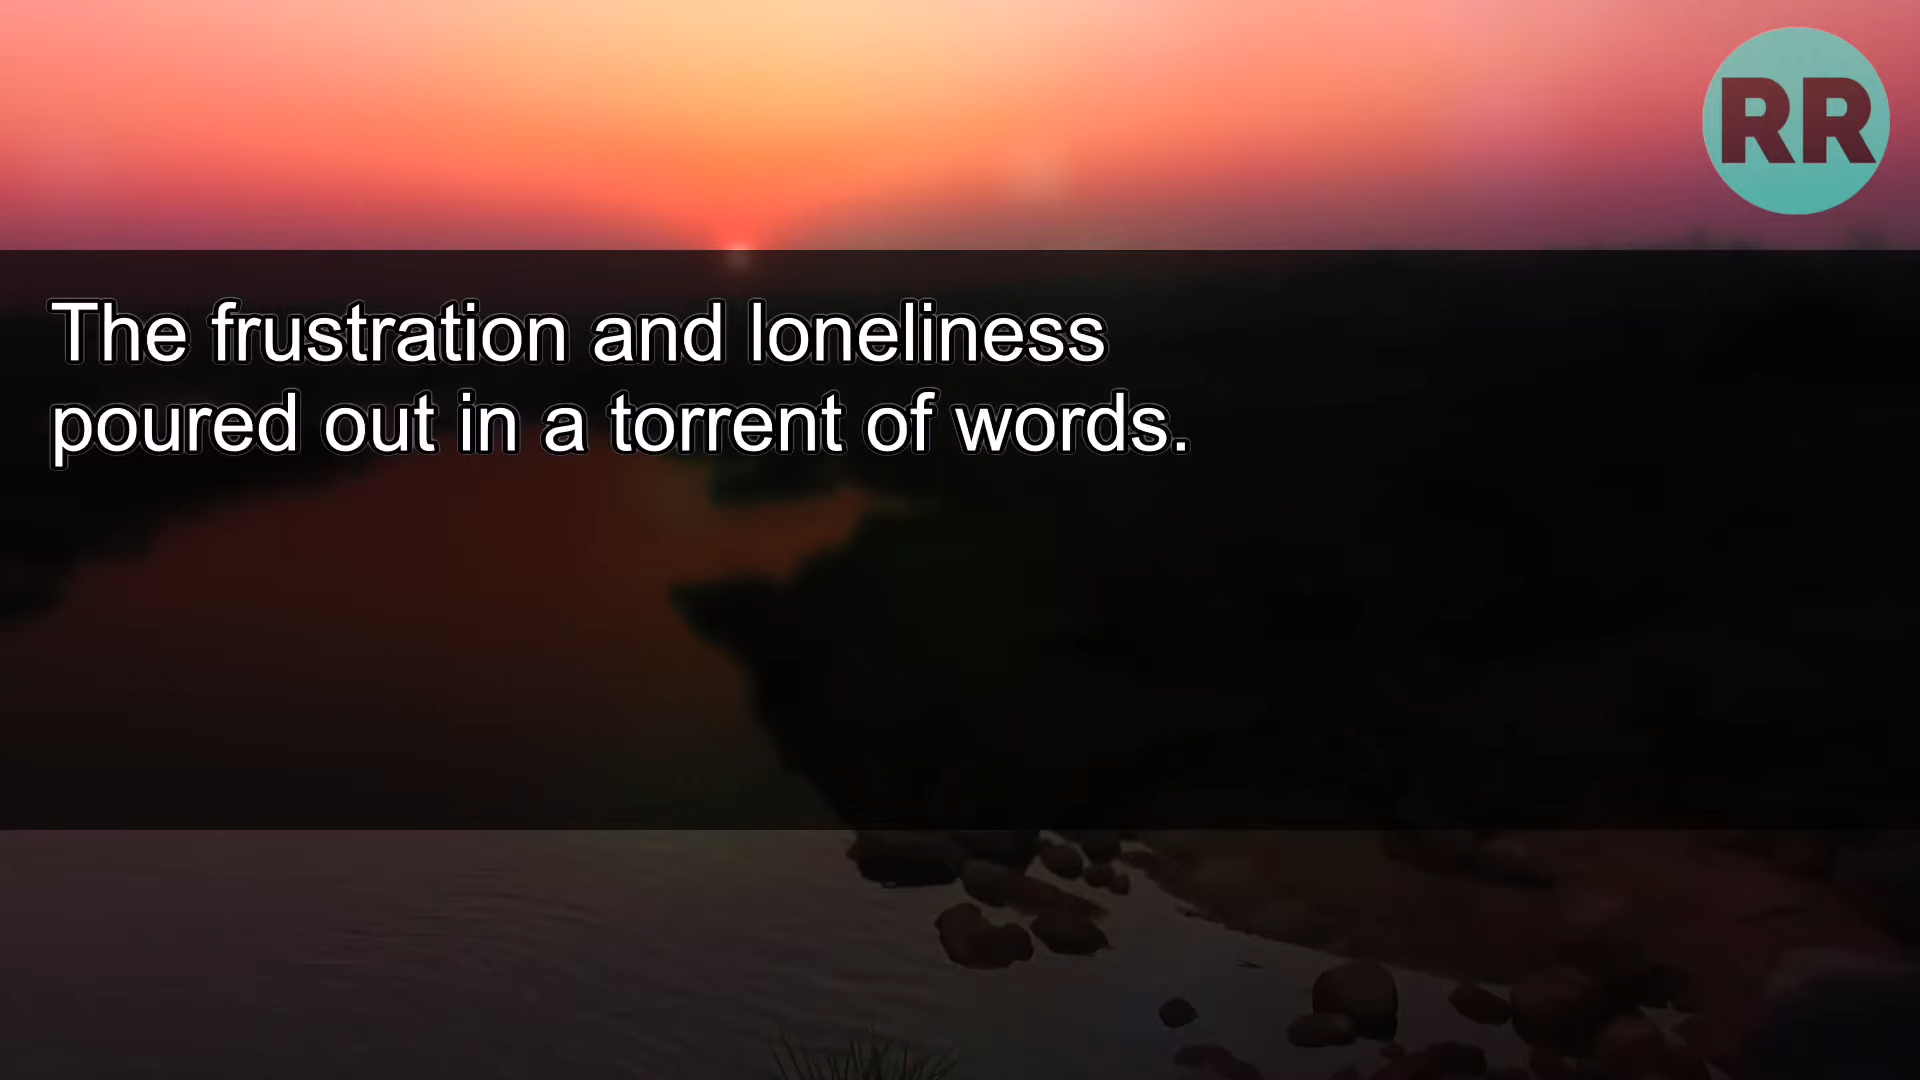 RR
The frustration and loneliness
poured out in a torrent of words.